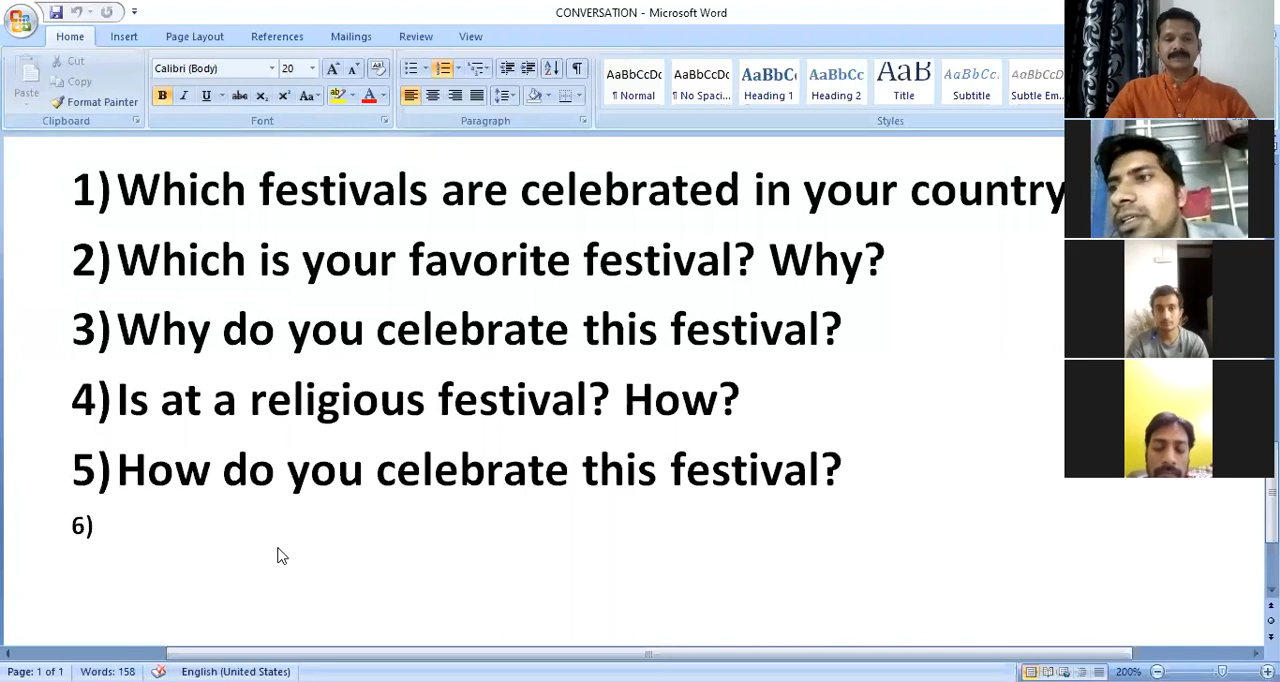 CONVERSATION - Microsoft Word
Home Insert Page Layout References Mailings Review View
Cut
Copy
Paste
Format Painter
Clipboard
Calibri (Body) 20
Font
Paragraph
AaBbCcDc AaBbCcDc AaBbC AaBbCc AaB AaBbCc. AaBbCcDc
¶ Normal ¶ No Spaci... Heading 1 Heading 2 Title Subtitle Subtle Em...
Styles
1) Which festivals are celebrated in your country
2) Which is your favorite festival? Why?
3) Why do you celebrate this festival?
4) Is at a religious festival? How?
5) How do you celebrate this festival?
6)
Page: 1 of 1 Words: 158 English (United States) 200%